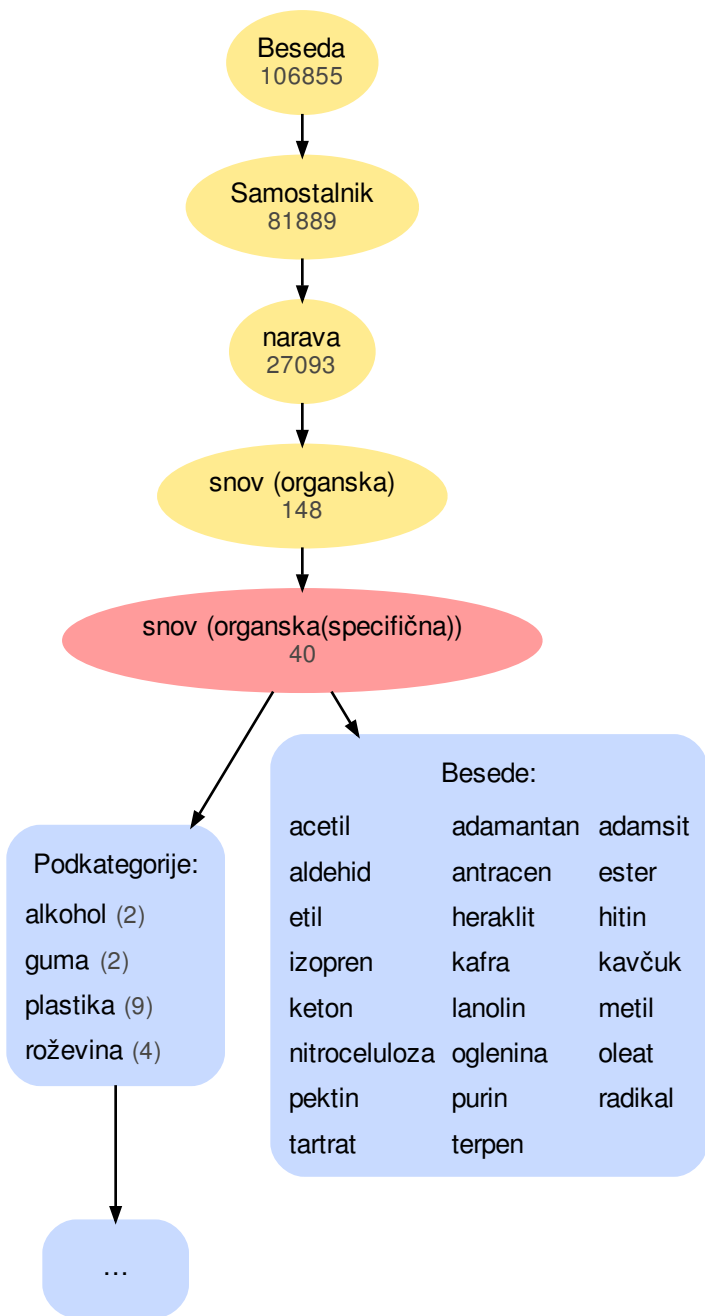 Beseda
106855
Samostalnik
81889
narava
27093
snov (organska)
148
snov (organska(specifična))
40
Podkategorije:
alkohol (2)
guma (2)
plastika (9)
roževina (4)
...
Besede:
acetil adamantan adamsit
aldehid antracen ester
etil heraklit hitin
izopren kafra kavčuk
keton lanolin metil
nitroceluloza oglenina oleat
pektin purin radikal
tartrat terpen